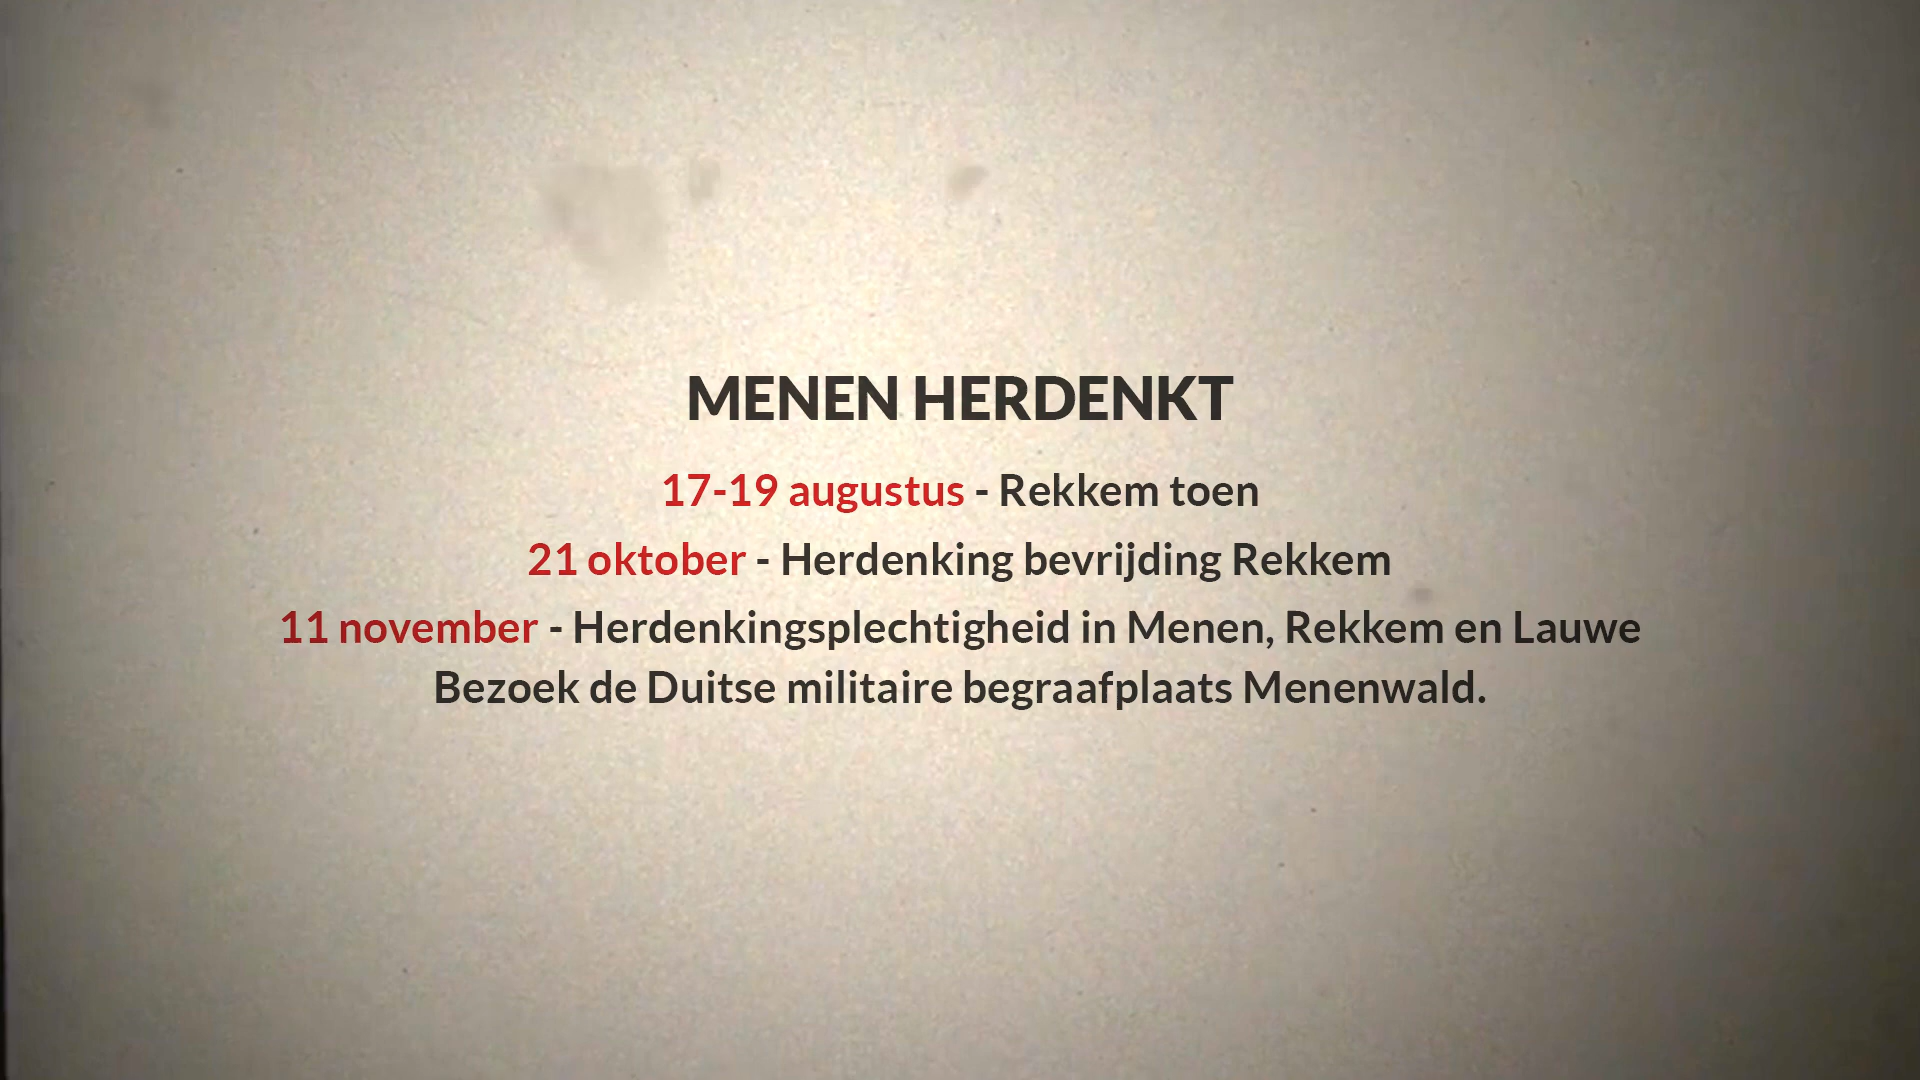 MENEN HERDENKT
17-19 augustus - Rekkem toen
21 oktober - Herdenking bevrijding Rekkem
11 november - Herdenkingsplechtigheid in Menen, Rekkem en Lauwe
Bezoek de Duitse militaire begraafplaats Menenwald.